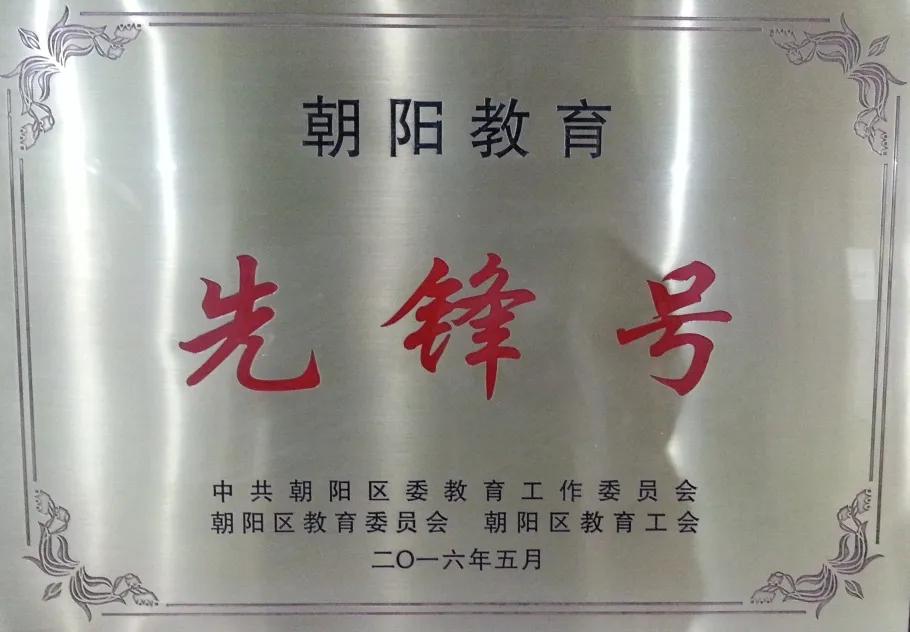 朝阳教育
先锋号
中共朝阳区委教育工作委员会
朝阳区教育委员会 朝阳区教育工会
二〇一六年五月